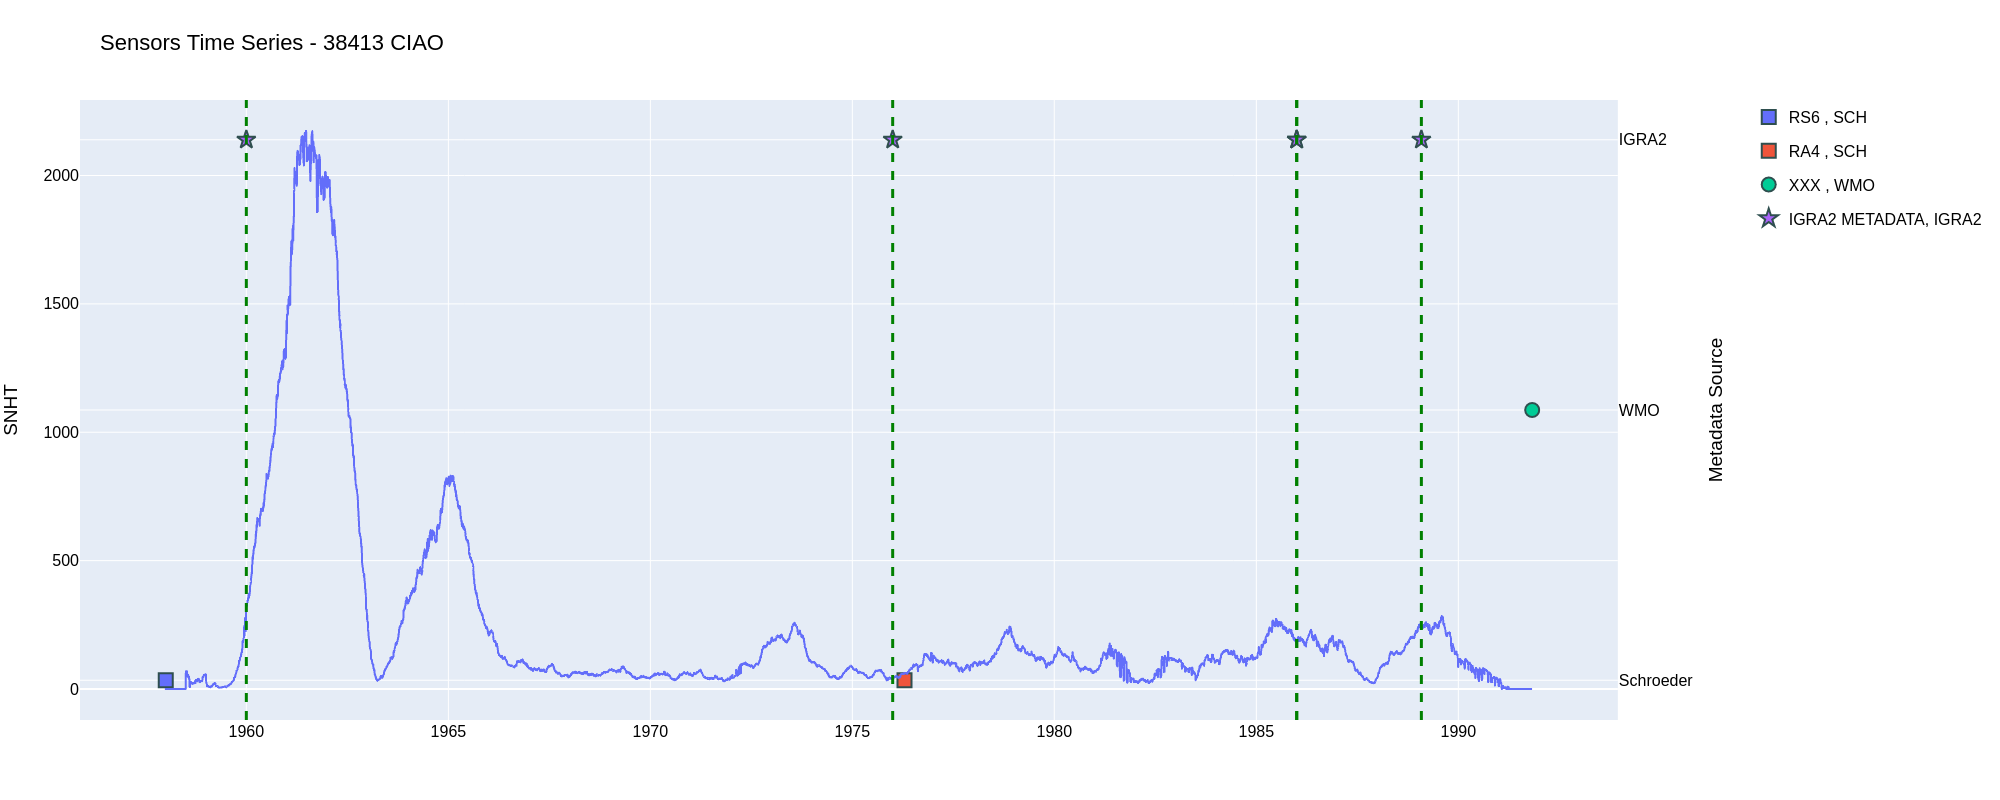 Sensors Time Series - 38413 CIAO
RS6 , SCH
RA4 , SCH
XXX , WMO
IGRA2 METADATA, IGRA2
SNHT
2000
1500
1000
500
0
IGRA2
WMO
Schroeder
Metadata Source
1960 1965 1970 1975 1980 1985 1990